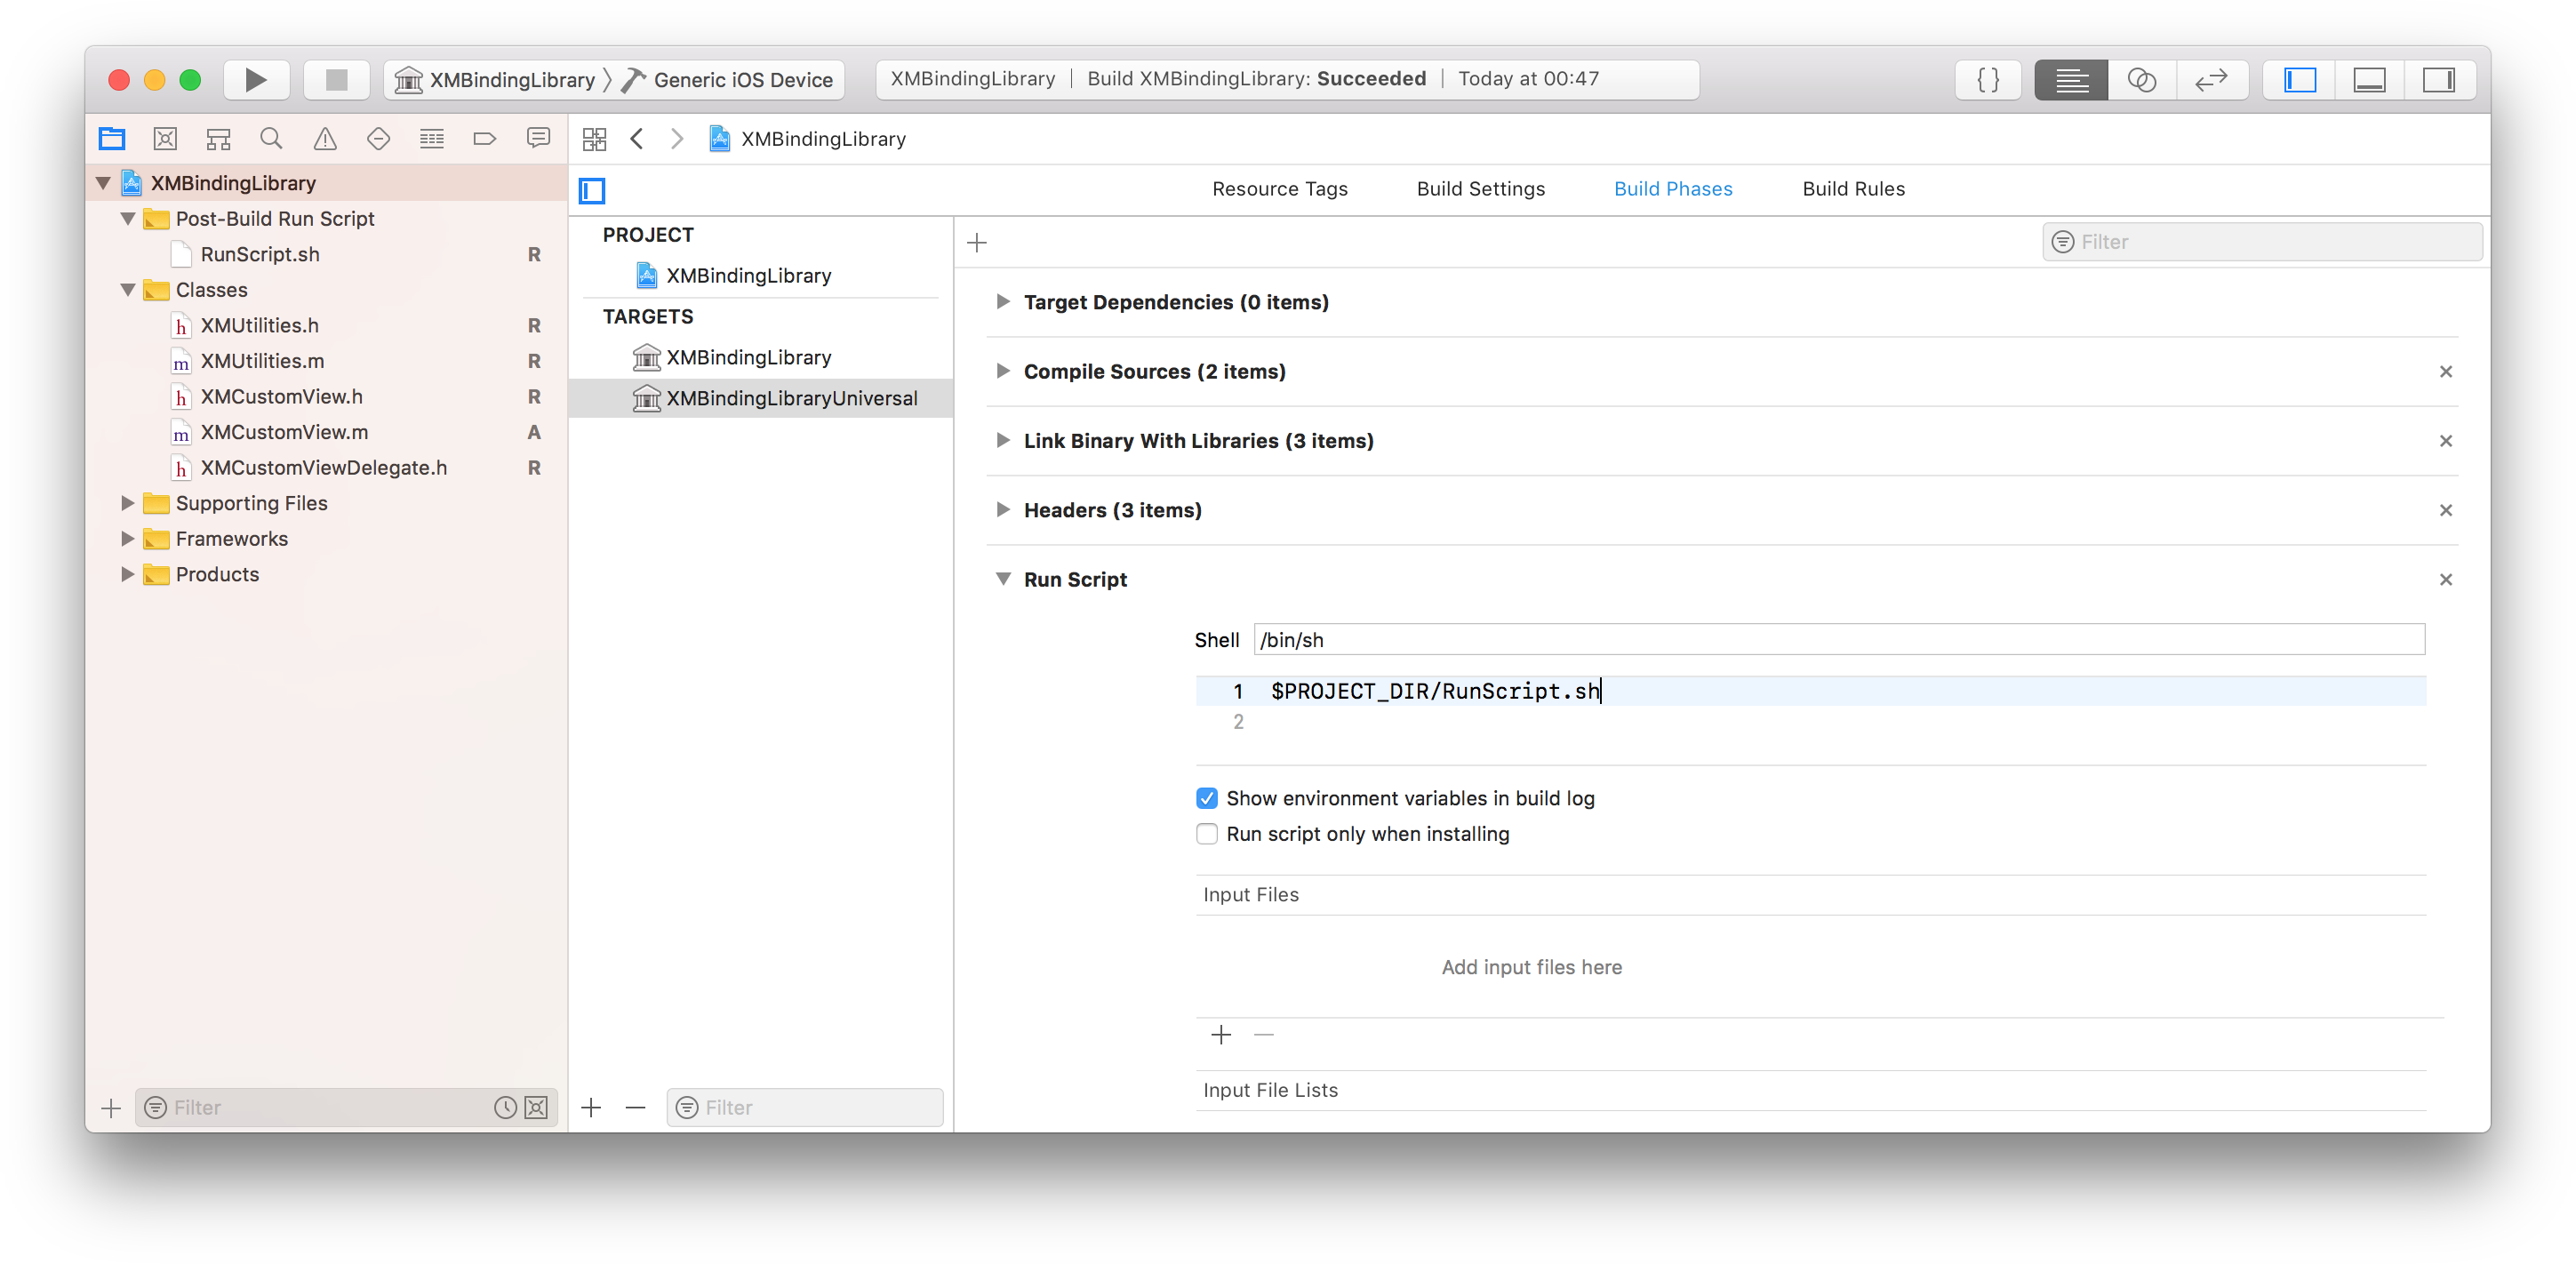 XMBindingLibrary Generic iOS Device
XMBindingLibrary | Build XMBindingLibrary: Succeeded | Today at 00:47
{ }
XMBindingLibrary
XMBindingLibrary
Post-Build Run Script
RunScript.sh R
Classes
h XMUtilities.h R
m XMUtilities.m R
h XMCustomView.h R
m XMCustomView.m A
h XMCustomViewDelegate.h R
Supporting Files
Frameworks
Products
Filter
Resource Tags Build Settings Build Phases Build Rules
PROJECT
XMBindingLibrary
TARGETS
XMBindingLibrary
XMBindingLibraryUniversal
Filter
Filter
Target Dependencies (0 items)
Compile Sources (2 items)
Link Binary With Libraries (3 items)
Headers (3 items)
Run Script
Shell /bin/sh
1 $PROJECT_DIR/RunScript.sh
2
Show environment variables in build log
Run script only when installing
Input Files
Add input files here
Input File Lists